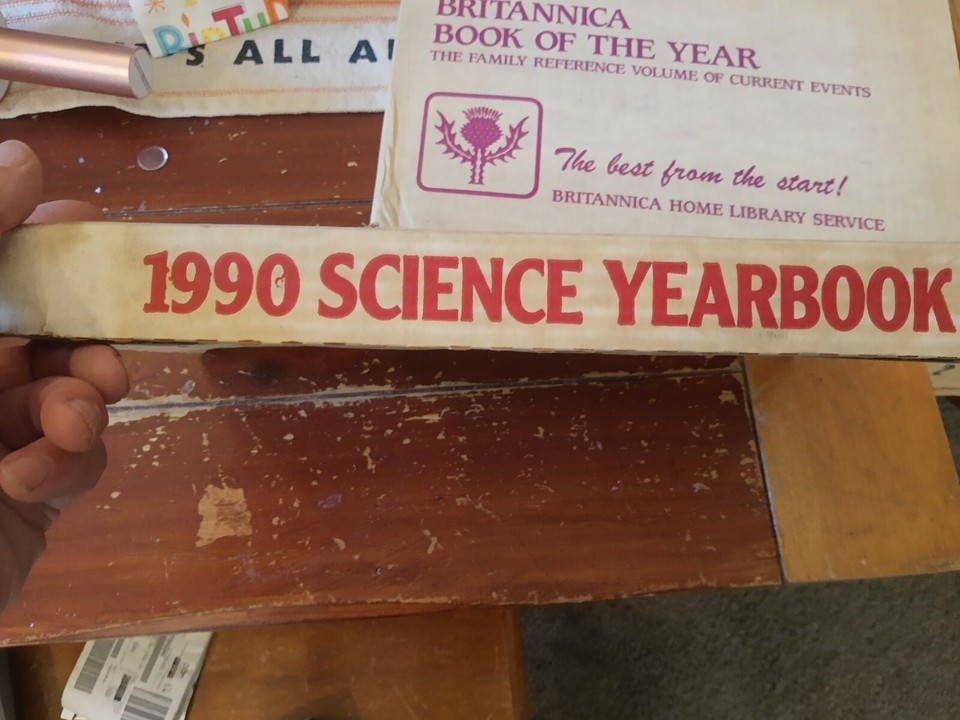 'S ALL A
BRITANNICA
BOOK OF THE YEAR
THE FAMILY REFERENCE VOLUME OF CURRENT EVENTS
The best from the start!
BRITANNICA HOME LIBRARY SERVICE
1990 SCIENCE YEARBOOK